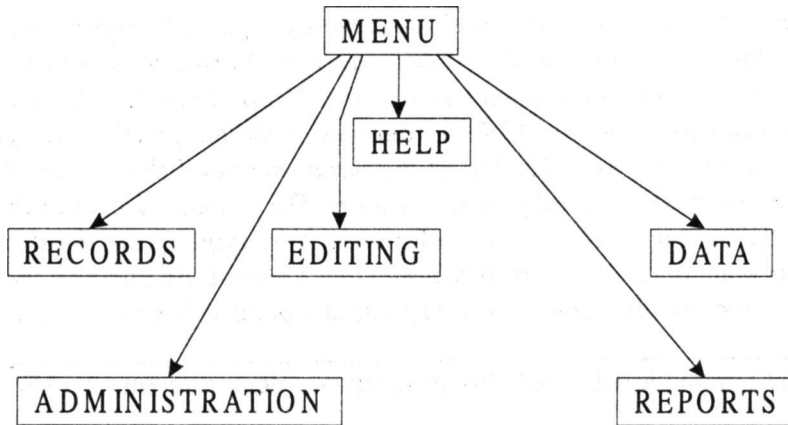 MENU
HELP
RECORDS
EDITING
DATA
ADMINISTRATION
REPORTS